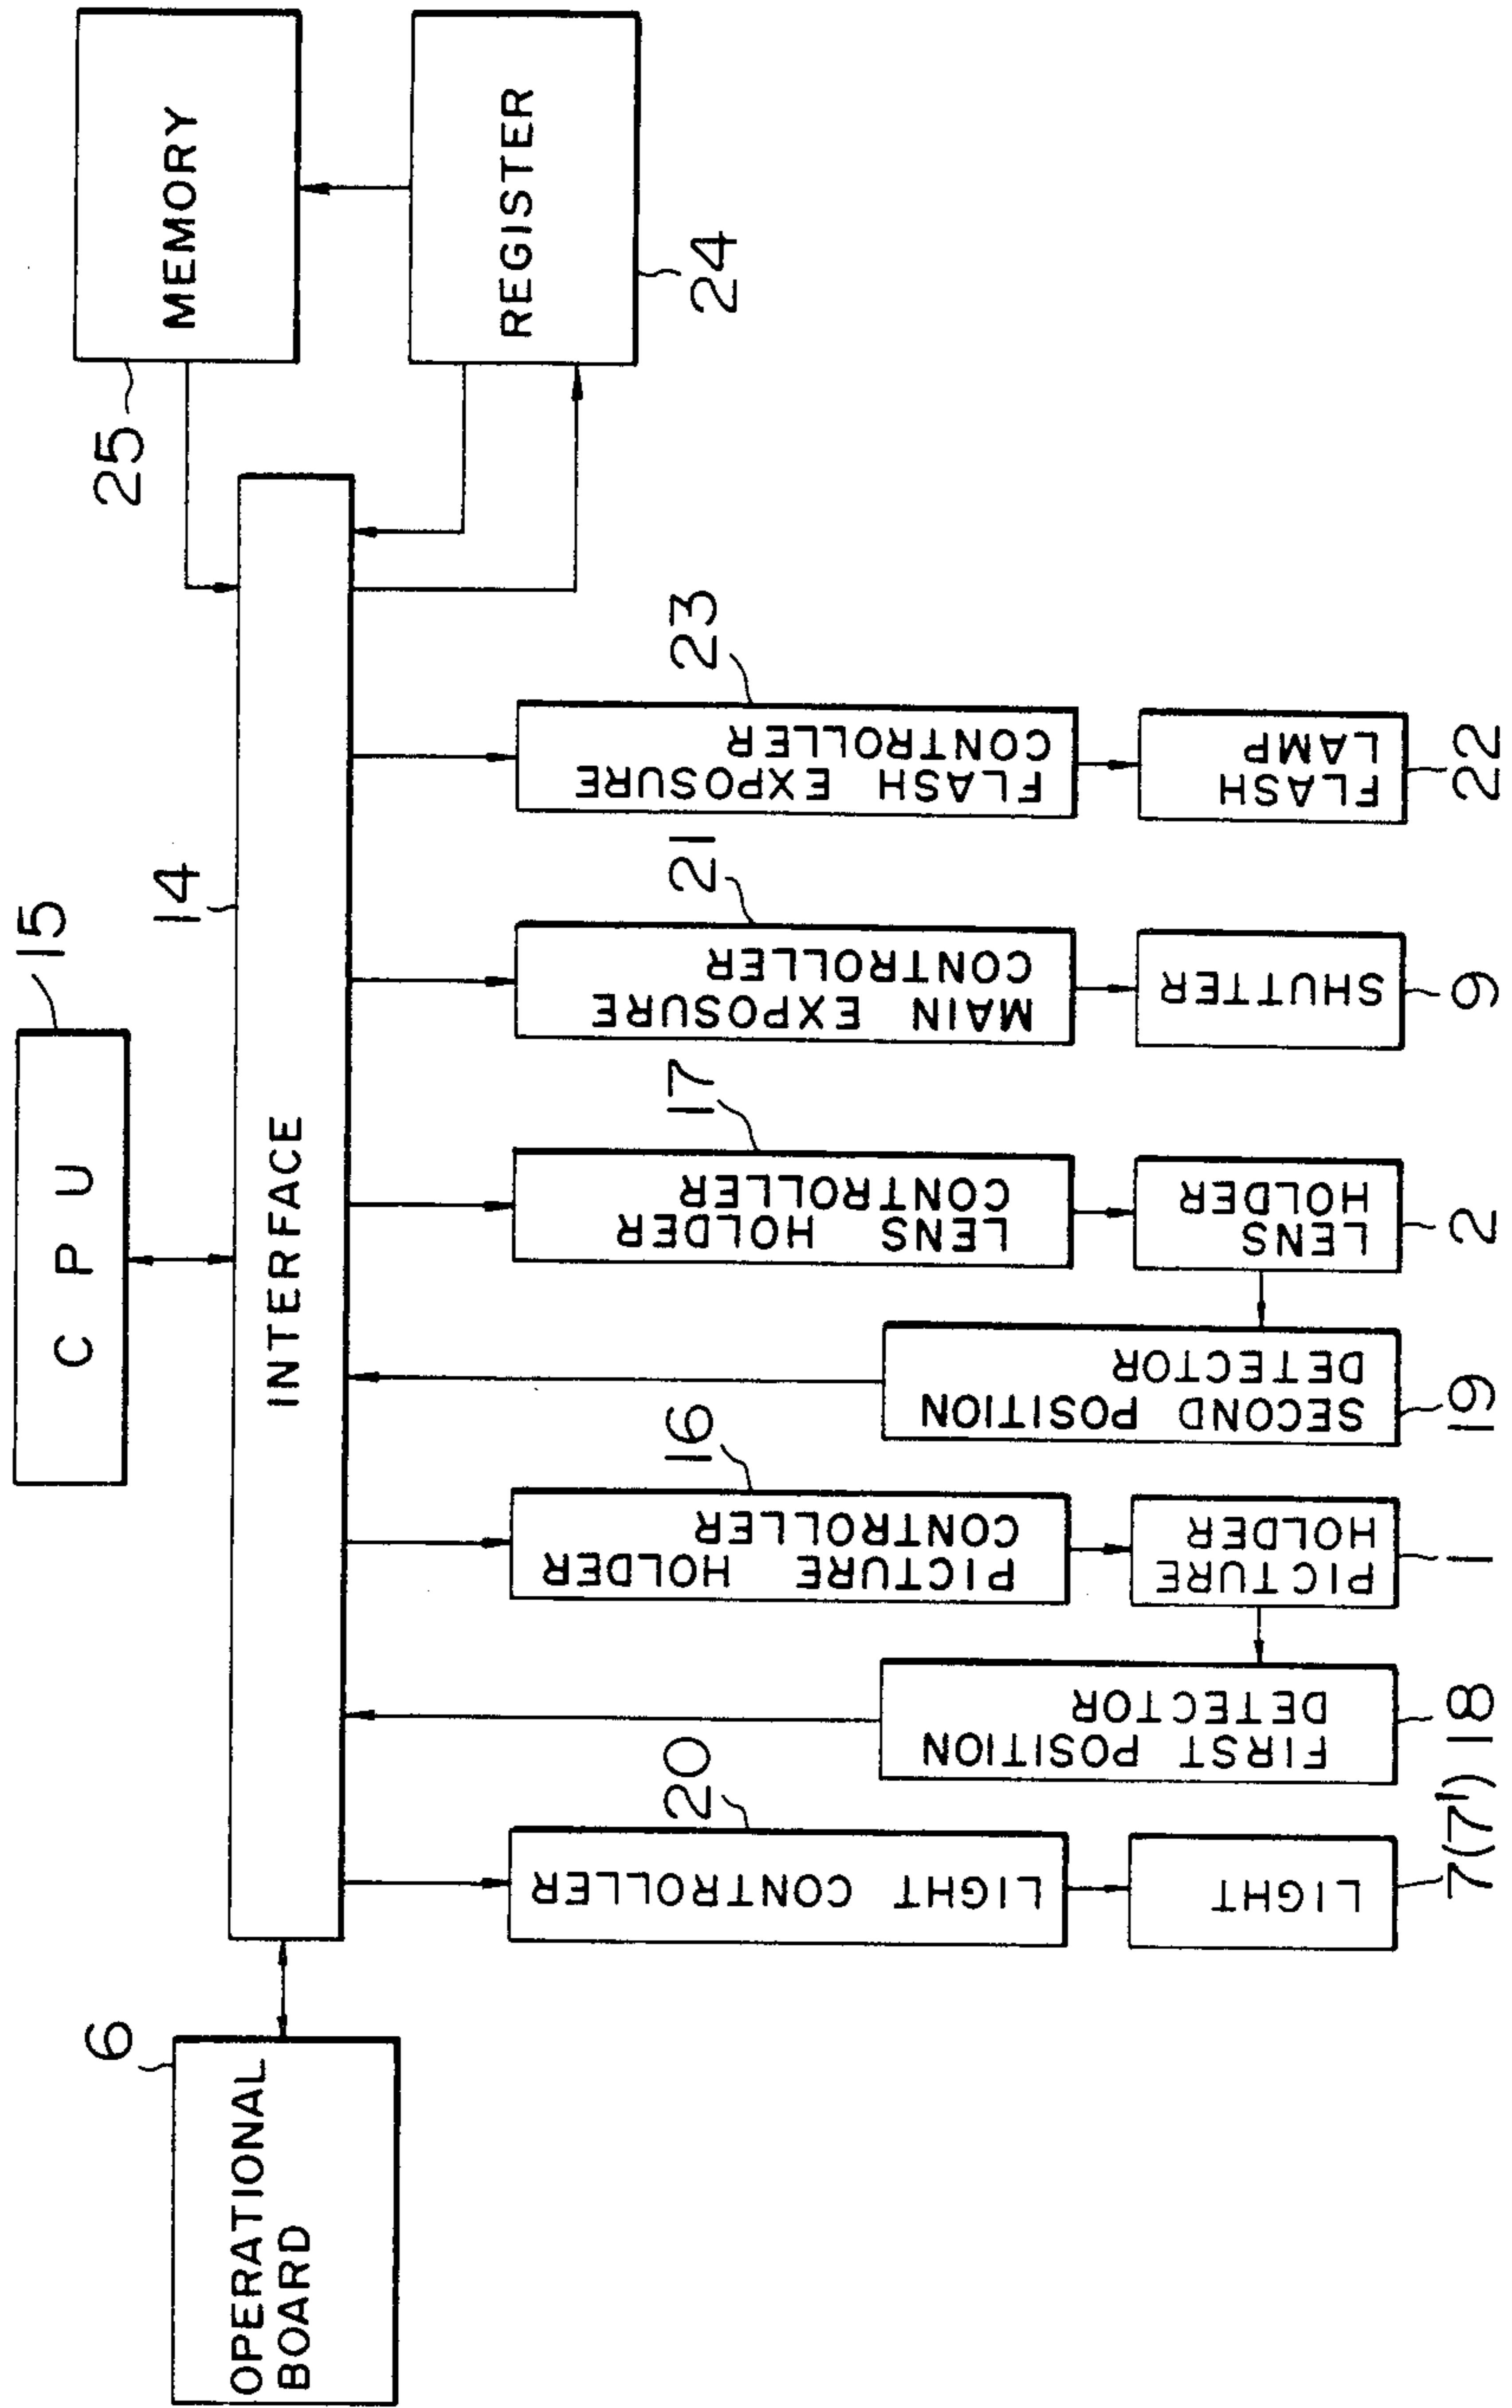 15
C P U
6
OPERATIONAL
BOARD
14
INTERFACE
25
MEMORY
REGISTER
24
20
LIGHT CONTROLLER
16
PICTURE HOLDER
CONTROLLER
17
LENS HOLDER
CONTROLLER
21
MAIN EXPOSURE
CONTROLLER
23
FLASH EXPOSURE
CONTROLLER
FIRST POSITION
DETECTOR
SECOND POSITION
DETECTOR
LIGHT
PICTURE
HOLDER
LENS
HOLDER
SHUTTER
FLASH
LAMP
7(7')
18
1
19
2
9
22